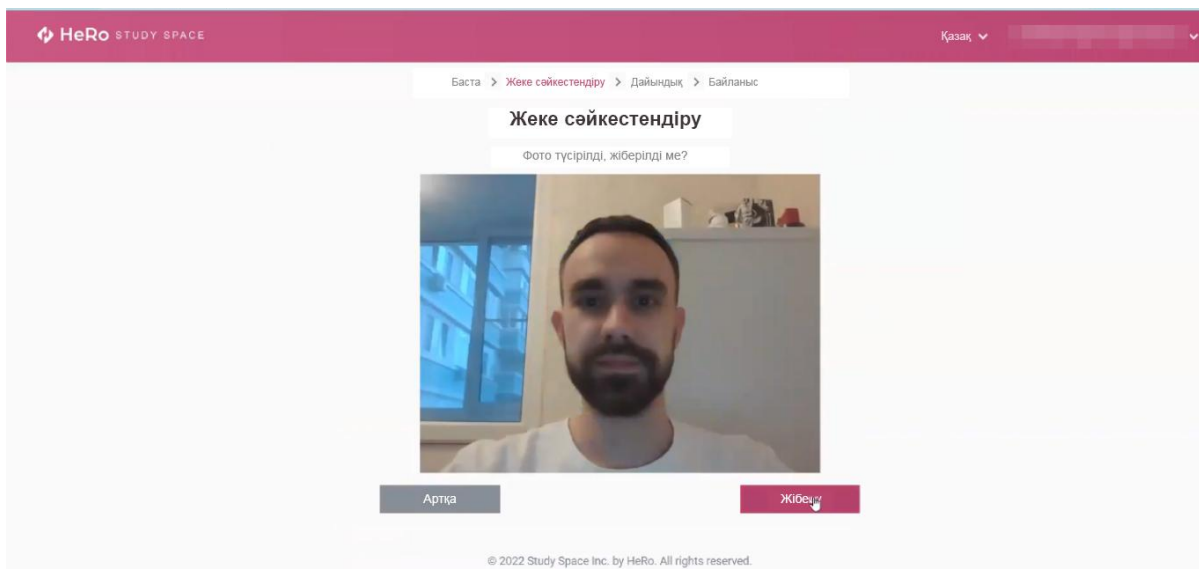 HeRo STUDY SPACE
Қазақ
Баста > Жеке сәйкестендіру > Дайындық > Байланыс
Жеке сәйкестендіру
Фото түсірілді, жіберілді ме?
Артқа
© 2022 Study Space Inc. by HeRo. All rights reserved.